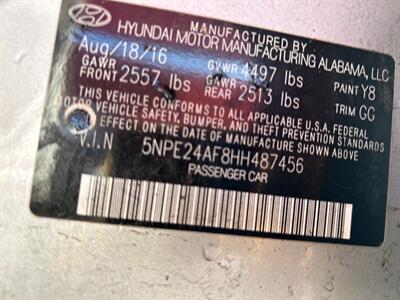 MANUFACTURED BY
HYUNDAI MOTOR MANUFACTURING ALABAMA, LLC
Aug/18/16 GVWR 4497 lbs PAINT Y8
GAWR FRONT 2557 lbs GAWR REAR 2513 lbs TRIM GC
THIS VEHICLE CONFORMS TO ALL APPLICABLE U.S.A. FEDERAL
MOTOR VEHICLE SAFETY, BUMPER, AND THEFT PREVENTION STANDARDS
IN EFFECT ON THE DATE OF MANUFACTURE SHOWN ABOVE.
V.I.N 5NPE24AF8HH487456
PASSENGER CAR